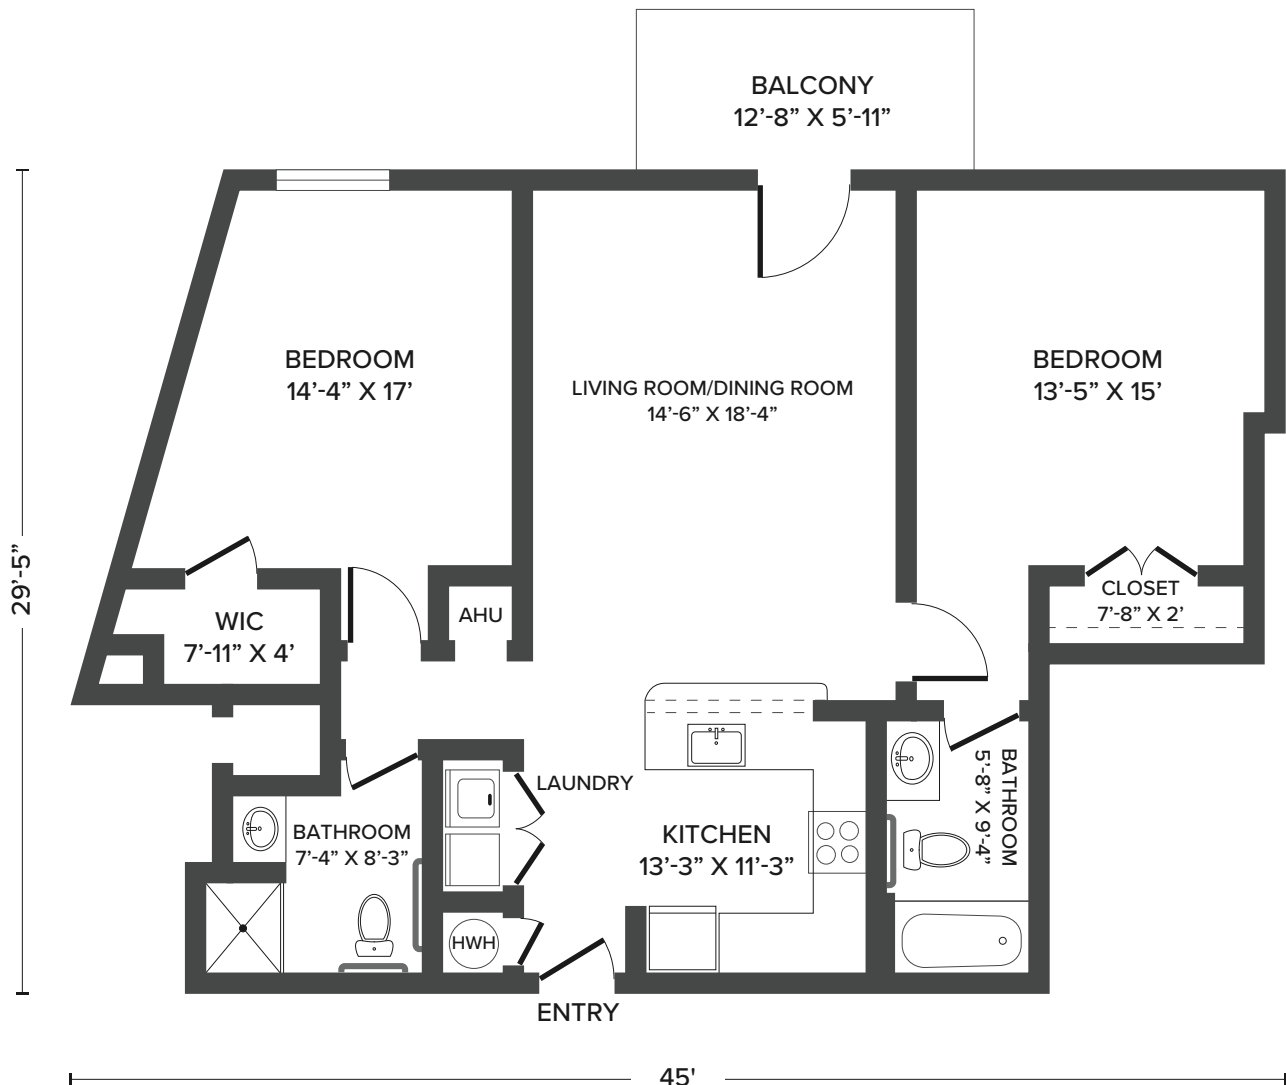 BALCONY
12’-8” X 5’-11”
BEDROOM
14’-4” X 17’
LIVING ROOM/DINING ROOM
14’-6” X 18’-4”
BEDROOM
13’-5” X 15’
29’-5”
WIC
7’-11” X 4’
AHU
CLOSET
7’-8” X 2’
LAUNDRY
BATHROOM
7’-4” X 8’-3”
KITCHEN
13’-3” X 11’-3”
BATHROOM
5’-8” X 9’-4”
HWH
ENTRY
45'